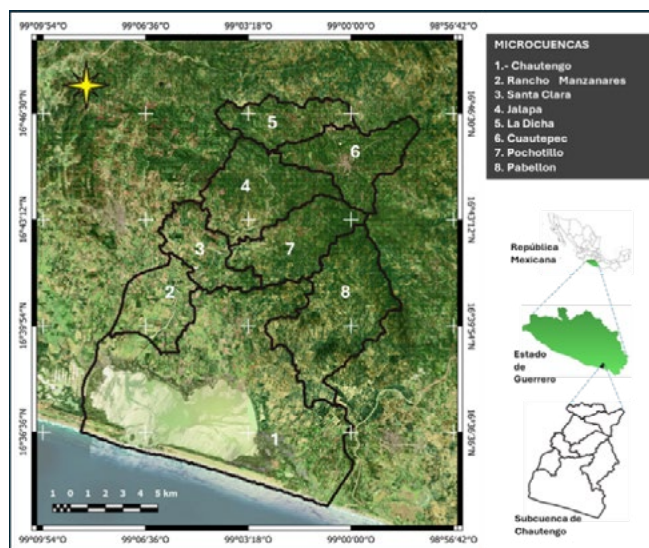 99°09'54"O 99°06'36"O 99°03'18"O 99°00'00"O 98°56'42"O
16°46'30"N 16°46'30"N
16°43'12"N 16°43'12"N
16°39'54"N 16°39'54"N
16°36'36"N 16°36'36"N
5
6
4
3
7
2
8
1
1 0 1 2 3 4 5 km
99°09'54"O 99°06'36"O 99°03'18"O 99°00'00"O 98°56'42"O
MICROCUENCAS
1.- Chautengo
2. Rancho Manzanares
3. Santa Clara
4. Jalapa
5. La Dicha
6. Cuautepec
7. Pochotillo
8. Pabellon
República
Mexicana
Estado
de
Guerrero
Subcuenca de
Chautengo